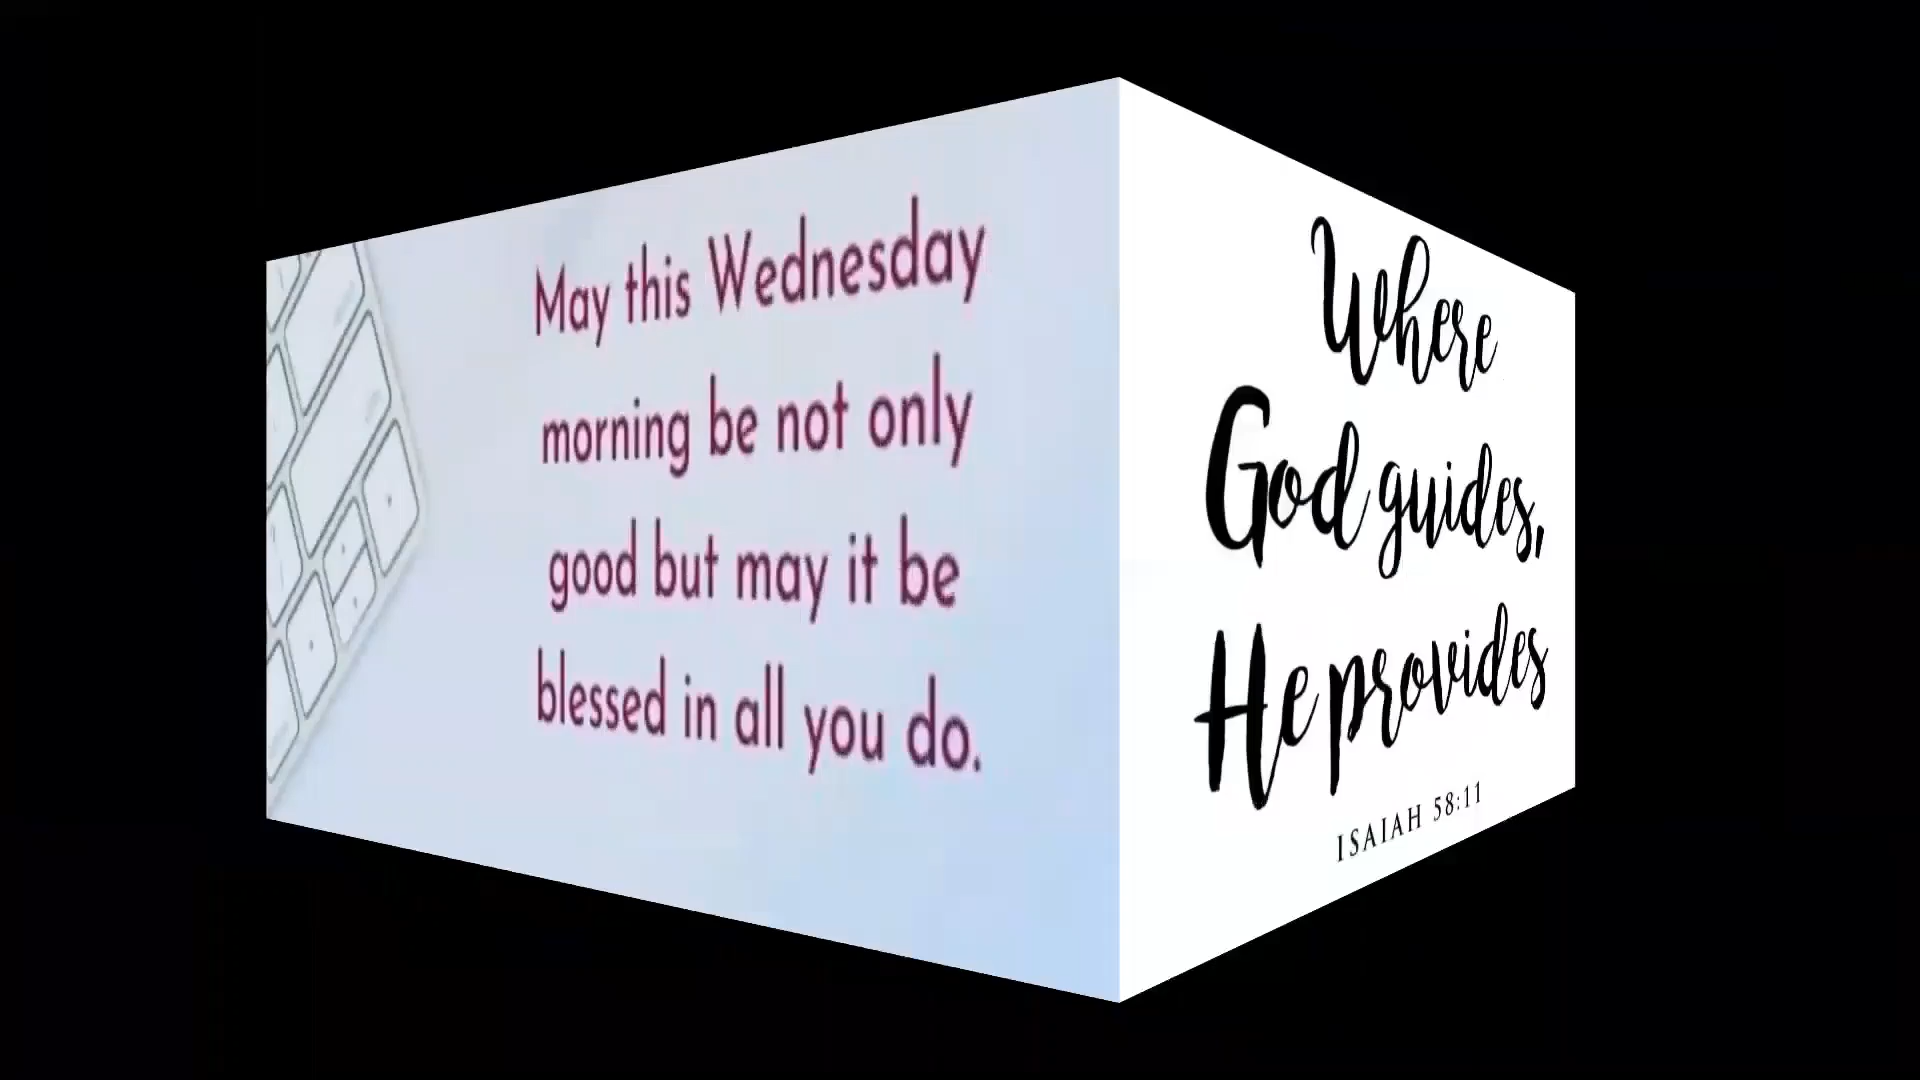 May this Wednesday
morning be not only
good but may it be
blessed in all you do.
Where
God guides,
He provides
ISAIAH 58:11